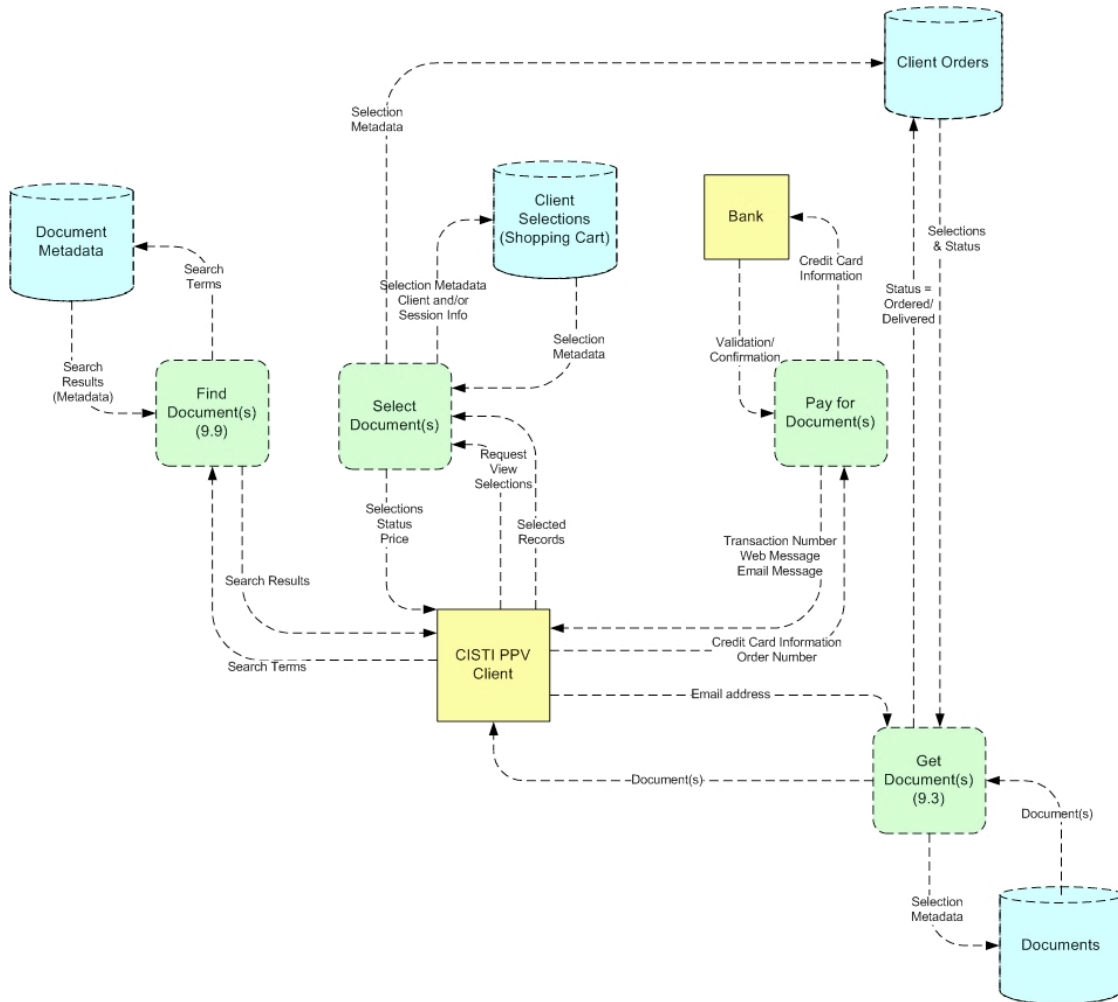 Client Orders
Selection
Metadata
Client
Selections
(Shopping Cart)
Bank
Document
Metadata
Selections
& Status
Search
Terms
Credit Card
Information
Selection Metadata
Client and/or
Session Info
Status =
Ordered/
Delivered
Selection
Metadata
Validation/
Confirmation
Search
Results
(Metadata)
Find
Document(s)
(9.9)
Select
Document(s)
Pay for
Document(s)
Request
View
Selections
Selections
Status
Price
Selected
Records
Transaction Number
Web Message
Email Message
Search Results
CISTI PPV
Client
Credit Card Information
Order Number
Search Terms
Email address
Get
Document(s)
(9.3)
Document(s)
Document(s)
Selection
Metadata
Documents